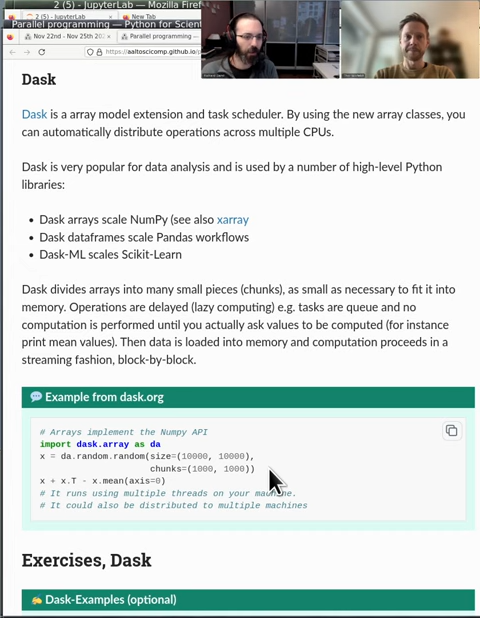 2 (5) - JupyterLab — Mozilla Firef
2 (5) - JupyterLab
New Tab
Parallel programming — Python for Scient
Nov 22nd - Nov 25th 202
Parallel programming —
https://aaltoscicomp.github.io/p
Dask
Dask is a array model extension and task scheduler. By using the new array classes, you
can automatically distribute operations across multiple CPUs.
Dask is very popular for data analysis and is used by a number of high-level Python
libraries:
• Dask arrays scale NumPy (see also xarray
• Dask dataframes scale Pandas workflows
• Dask-ML scales Scikit-Learn
Dask divides arrays into many small pieces (chunks), as small as necessary to fit it into
memory. Operations are delayed (lazy computing) e.g. tasks are queue and no
computation is performed until you actually ask values to be computed (for instance
print mean values). Then data is loaded into memory and computation proceeds in a
streaming fashion, block-by-block.
Example from dask.org
# Arrays implement the Numpy API
import dask.array as da
x = da.random.random(size=(10000, 10000),
chunks=(1000, 1000))
x + x.T - x.mean(axis=0)
# It runs using multiple threads on your machine.
# It could also be distributed to multiple machines
Exercises, Dask
Dask-Examples (optional)